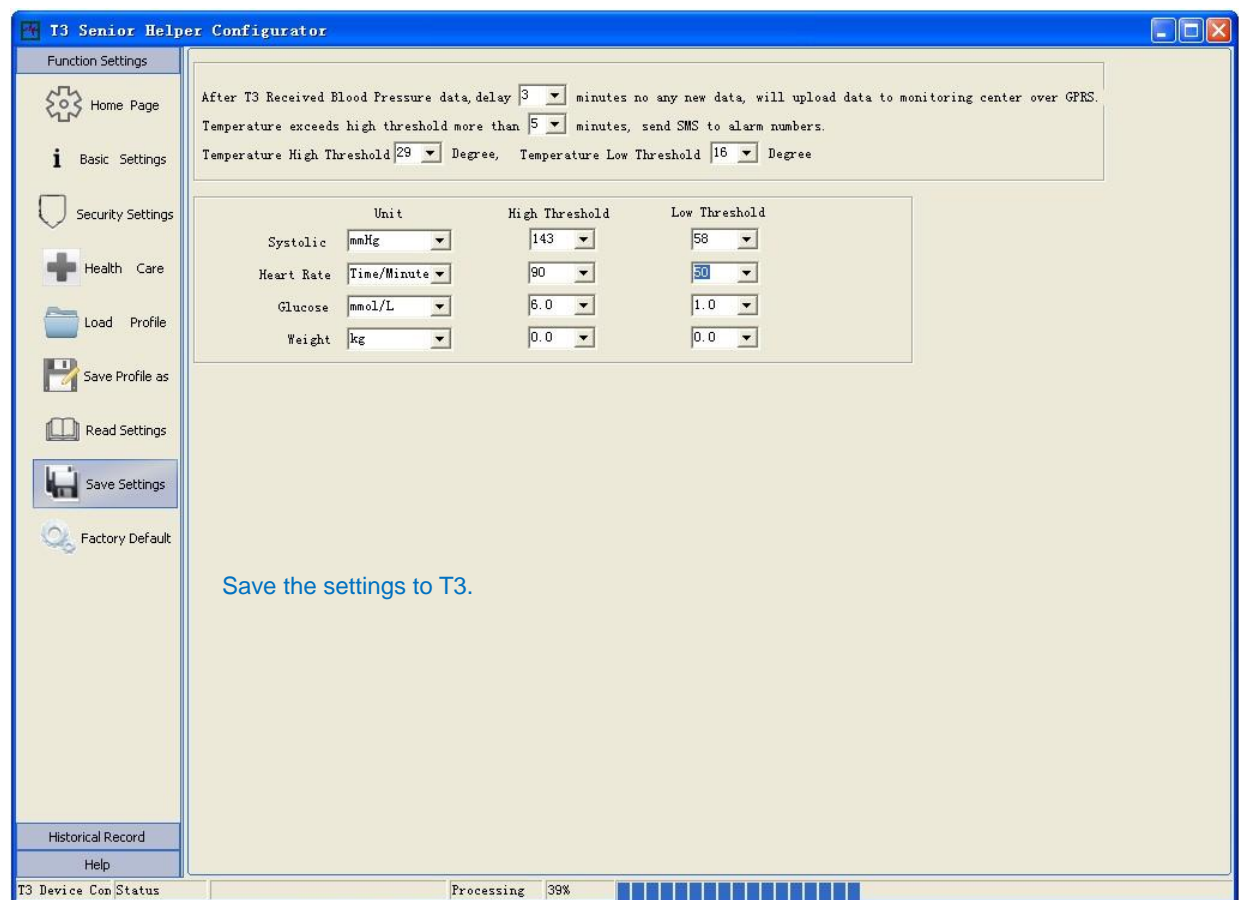 T3 Senior Helper Configurator
Function Settings
Home Page
Basic Settings
Security Settings
Health Care
Load Profile
Save Profile as
Read Settings
Save Settings
Factory Default
Historical Record
Help
After T3 Received Blood Pressure data, delay 3 minutes no any new data, will upload data to monitoring center over GPRS.
Temperature exceeds high threshold more than 5 minutes, send SMS to alarm numbers.
Temperature High Threshold 29 Degree, Temperature Low Threshold 16 Degree
Unit High Threshold Low Threshold
Systolic mmHg 143 58
Heart Rate Time/Minute 90 50
Glucose mmol/L 6.0 1.0
Weight kg 0.0 0.0
Save the settings to T3.
T3 Device Con Status Processing 39%